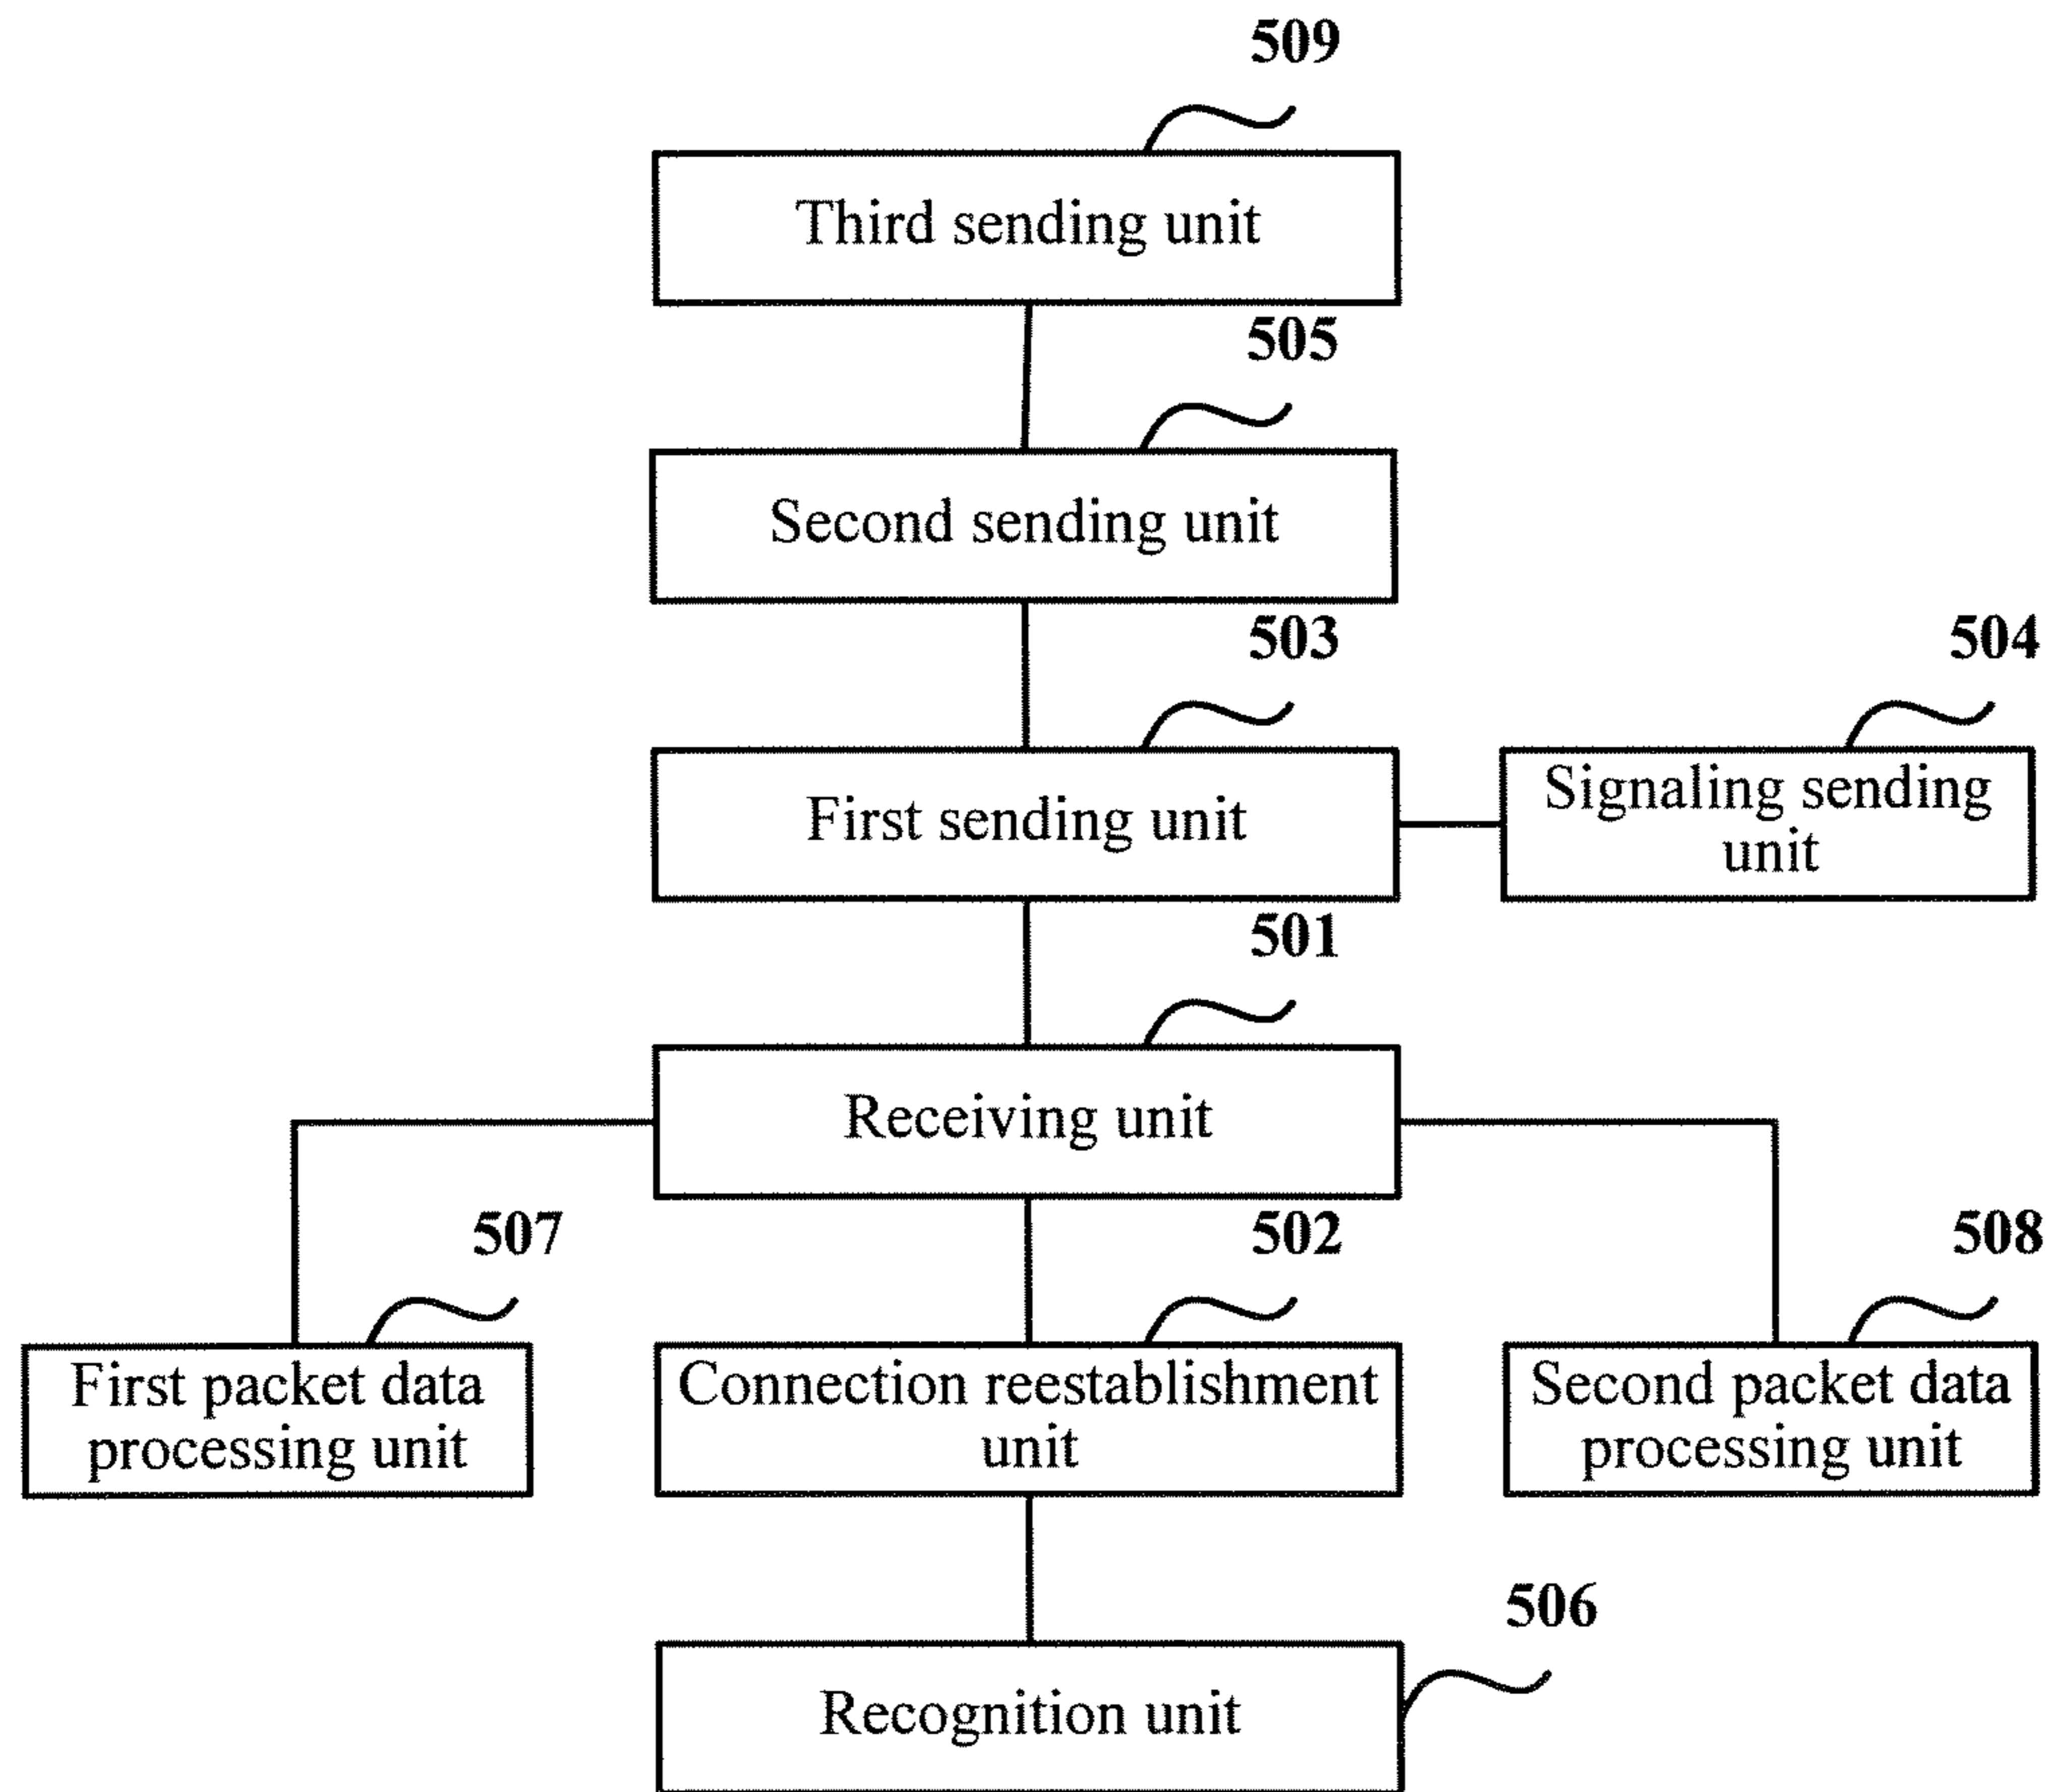 509
Third sending unit
505
Second sending unit
503
504
First sending unit
Signaling sending
unit
501
Receiving unit
507
502
508
First packet data
processing unit
Connection reestablishment
unit
Second packet data
processing unit
506
Recognition unit